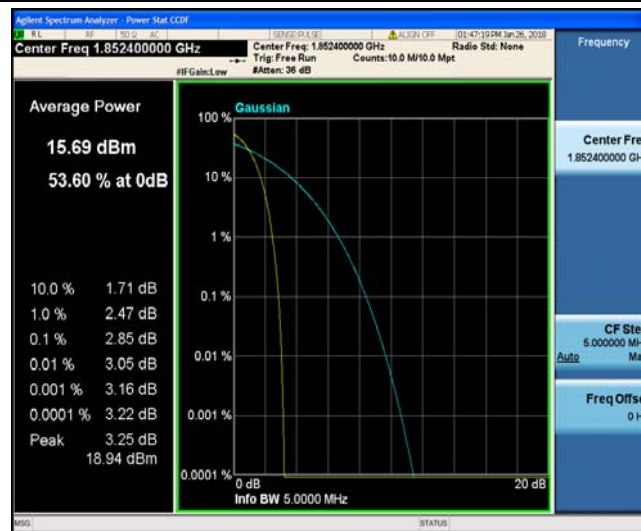 Agilent Spectrum Analyzer - Power Stat CCDF
RL RF 50 Ω AC SENSE:PULSE ALIGN OFF 01:47:19 PM Jan 26, 2018
Center Freq 1.852400000 GHz
Center Freq: 1.852400000 GHz Radio Std: None
Trig: Free Run Counts:10.0 M/10.0 Mpt
#IFGain:Low #Atten: 36 dB
Frequency
Average Power
15.69 dBm
53.60 % at 0dB
10.0 % 1.71 dB
1.0 % 2.47 dB
0.1 % 2.85 dB
0.01 % 3.05 dB
0.001 % 3.16 dB
0.0001 % 3.22 dB
Peak 3.25 dB
18.94 dBm
Gaussian
100 %
10 %
1 %
0.1 %
0.01 %
0.001 %
0.0001 %
0 dB 20 dB
Info BW 5.0000 MHz
Center Fre
1.852400000 GH
CF Ste
5.000000 MH
Auto Ma
Freq Offs
0 H
MSG STATUS